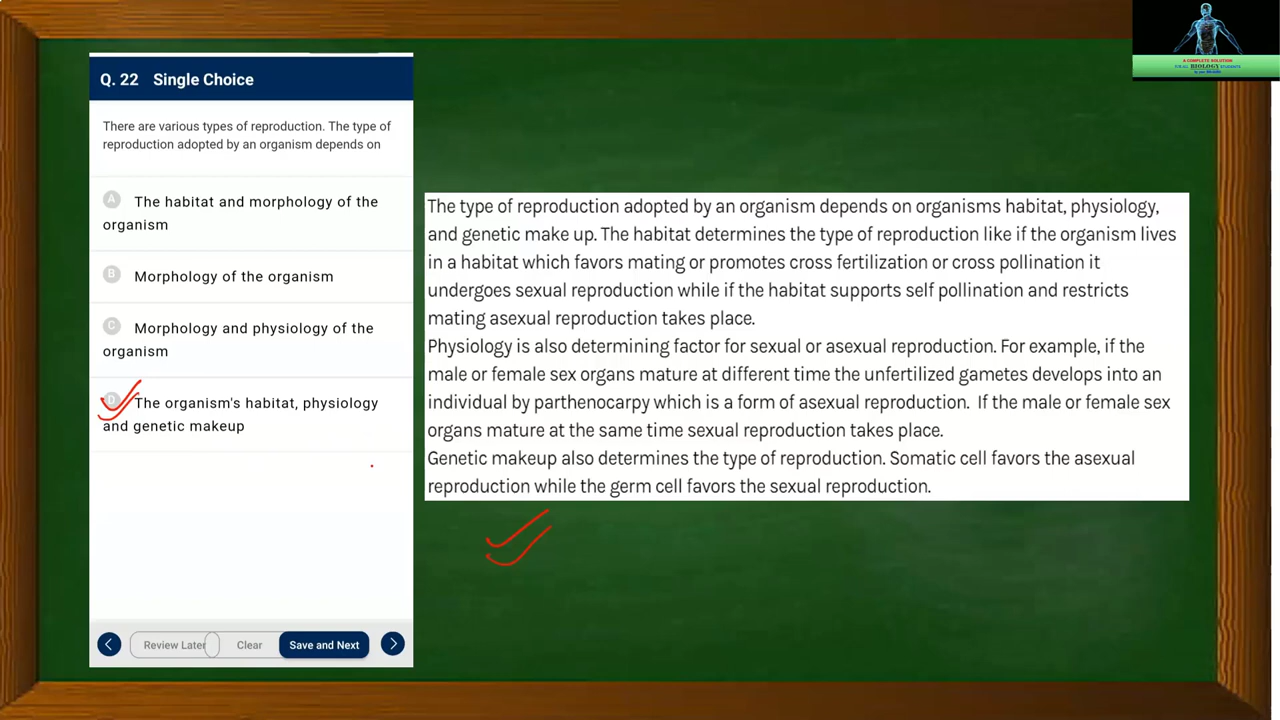 Q. 22 Single Choice
There are various types of reproduction. The type of
reproduction adopted by an organism depends on
A The habitat and morphology of the
organism
B Morphology of the organism
C Morphology and physiology of the
organism
D The organism's habitat, physiology
and genetic makeup
Review Later Clear Save and Next
The type of reproduction adopted by an organism depends on organisms habitat, physiology,
and genetic make up. The habitat determines the type of reproduction like if the organism lives
in a habitat which favors mating or promotes cross fertilization or cross pollination it
undergoes sexual reproduction while if the habitat supports self pollination and restricts
mating asexual reproduction takes place.
Physiology is also determining factor for sexual or asexual reproduction. For example, if the
male or female sex organs mature at different time the unfertilized gametes develops into an
individual by parthenocarpy which is a form of asexual reproduction. If the male or female sex
organs mature at the same time sexual reproduction takes place.
Genetic makeup also determines the type of reproduction. Somatic cell favors the asexual
reproduction while the germ cell favors the sexual reproduction.
A COMPLETE SOLUTION
FOR ALL BIOLOGY STUDENTS